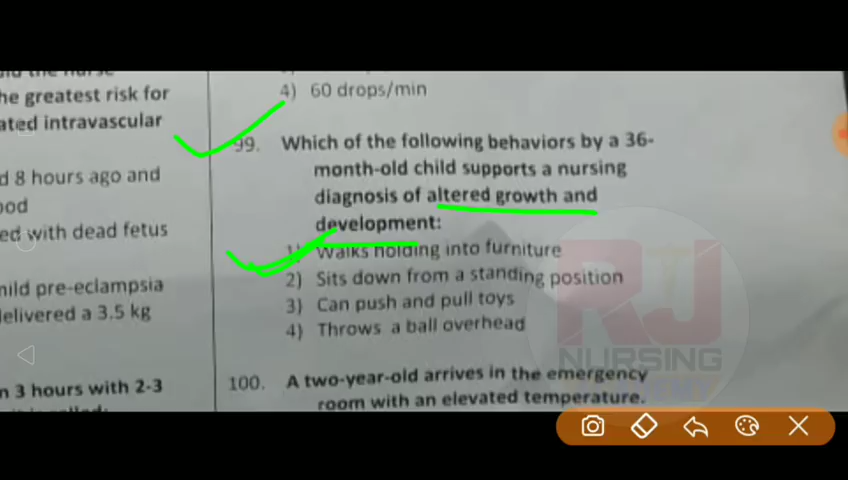 he greatest risk for
ated intravascular
d 8 hours ago and
ood
ed with dead fetus
mild pre-eclampsia
delivered a 3.5 kg
n 3 hours with 2-3
4) 60 drops/min
99. Which of the following behaviors by a 36-
month-old child supports a nursing
diagnosis of altered growth and
development:
1) Walks holding into furniture
2) Sits down from a standing position
3) Can push and pull toys
4) Throws a ball overhead
100. A two-year-old arrives in the emergency
room with an elevated temperature.
RJ
NURSING